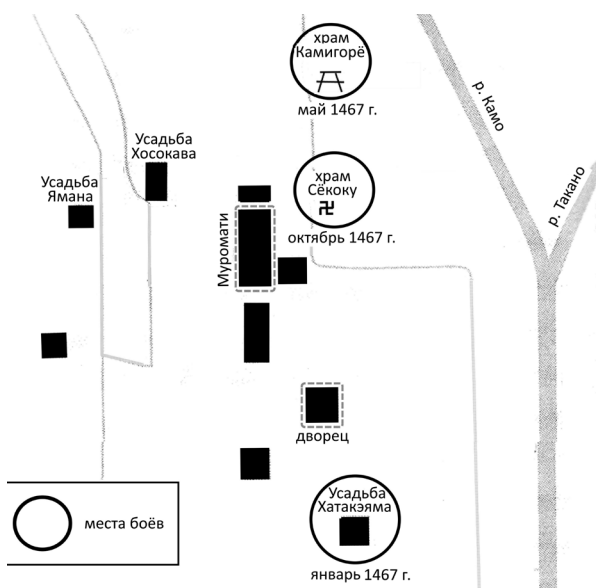 храм
Камигорё
май 1467 г.
р. Камо
р. Такано
Усадьба
Хосокава
Усадьба
Ямана
храм
Сёкоку
卐
октябрь 1467 г.
Муромати
дворец
Усадьба
Хатакэяма
январь 1467 г.
места боёв